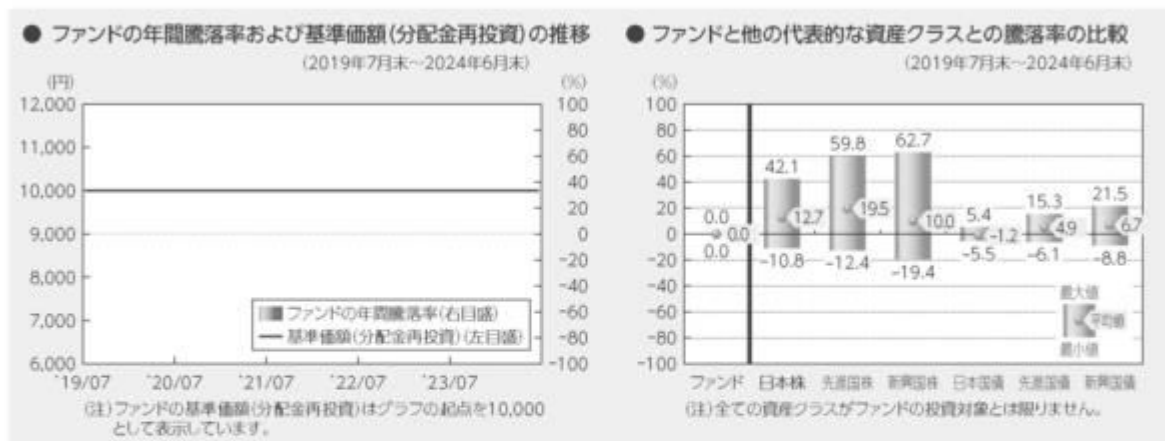 ● ファンドの年間騰落率および基準価額(分配金再投資)の推移
(2019年7月末~2024年6月末)
(円)
(%)
12,000
11,000
10,000
9,000
8,000
7,000
6,000
100
80
60
40
20
0
-20
-40
-60
-80
-100
ファンドの年間騰落率(右目盛)
基準価額(分配金再投資)(左目盛)
'19/07 '20/07 '21/07 '22/07 '23/07
(注)ファンドの基準価額(分配金再投資)はグラフの起点を10,000
として表示しています。
● ファンドと他の代表的な資産クラスとの騰落率の比較
(2019年7月末~2024年6月末)
(%)
100
80
60
40
20
0
-20
-40
-60
-80
-100
0.0 42.1 59.8 62.7 5.4 15.3 21.5
0.0 12.7 19.5 10.0 -1.2 4.9 6.7
0.0 -10.8 -12.4 -19.4 -5.5 -6.1 -8.8
最大値
平均値
最小値
ファンド 日本株 先進国株 新興国株 日本国債 先進国債 新興国債
(注)全ての資産クラスがファンドの投資対象とは限りません。